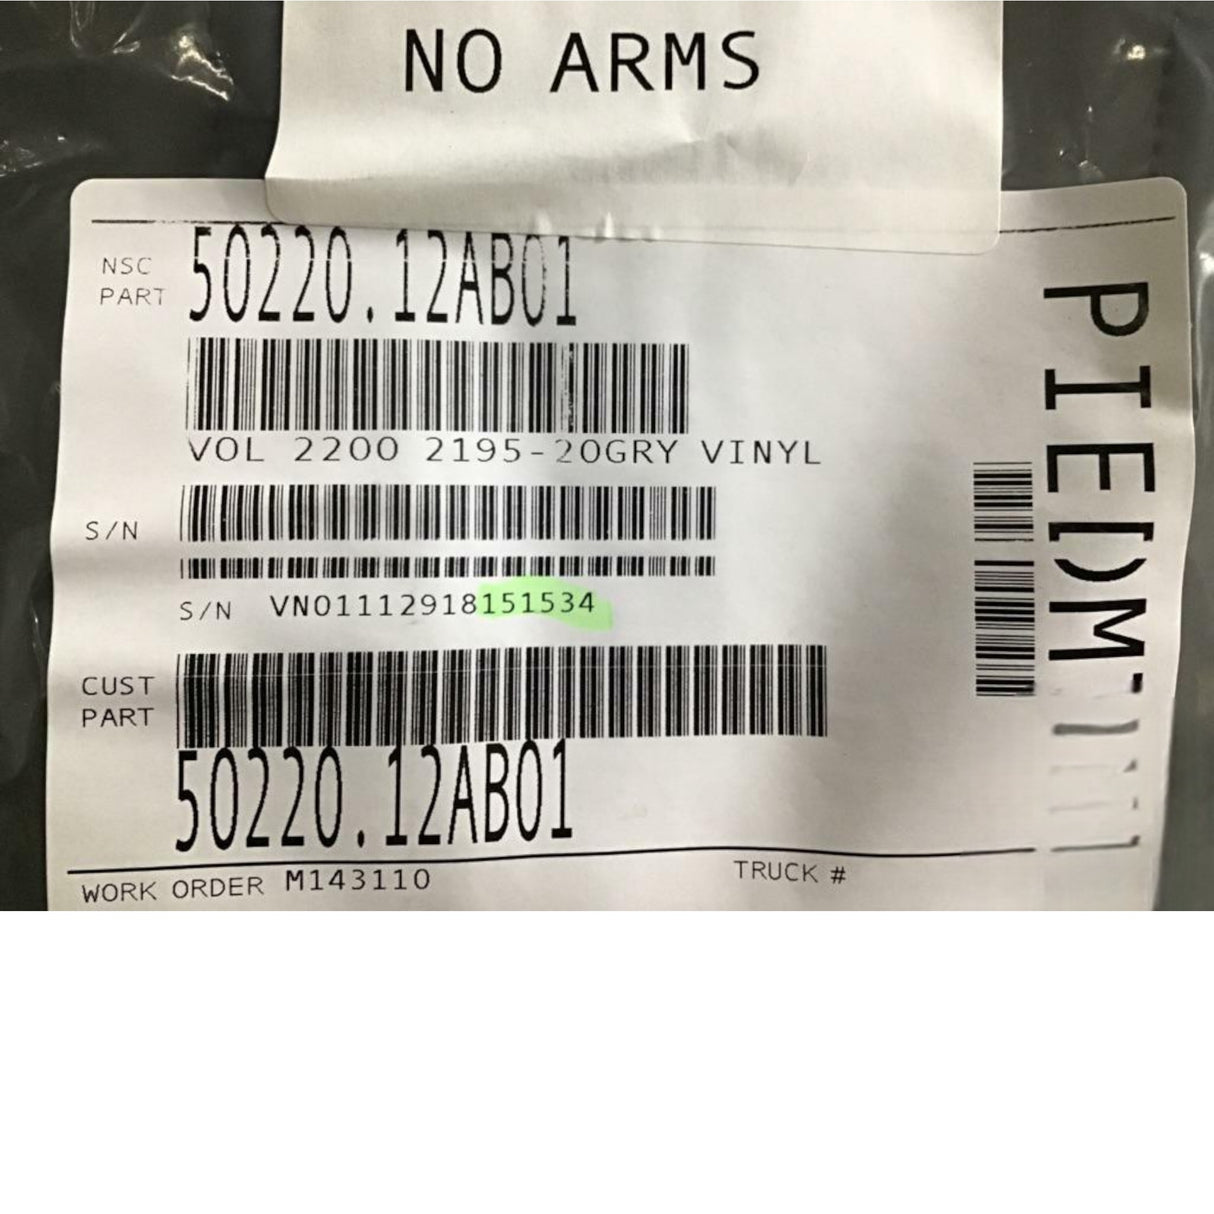 NO ARMS
NSC PART 50220.12AB01
VOL 2200 2195-20GRY VINYL
S/N
S/N VN01112918151534
CUST PART
50220.12AB01
WORK ORDER M143110
TRUCK #